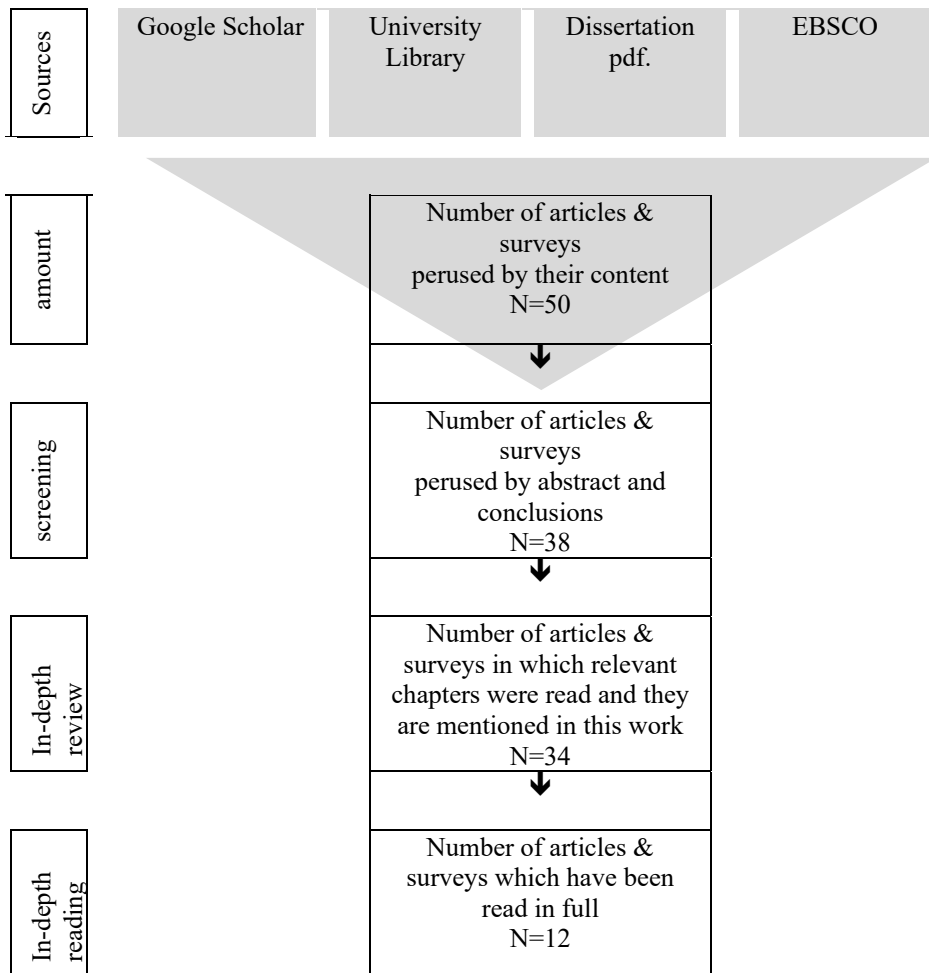 Sources
Google Scholar
University
Library
Dissertation
pdf.
EBSCO
amount
Number of articles &
surveys
perused by their content
N=50
screening
Number of articles &
surveys
perused by abstract and
conclusions
N=38
In-depth
review
Number of articles &
surveys in which relevant
chapters were read and they
are mentioned in this work
N=34
In-depth
reading
Number of articles &
surveys which have been
read in full
N=12